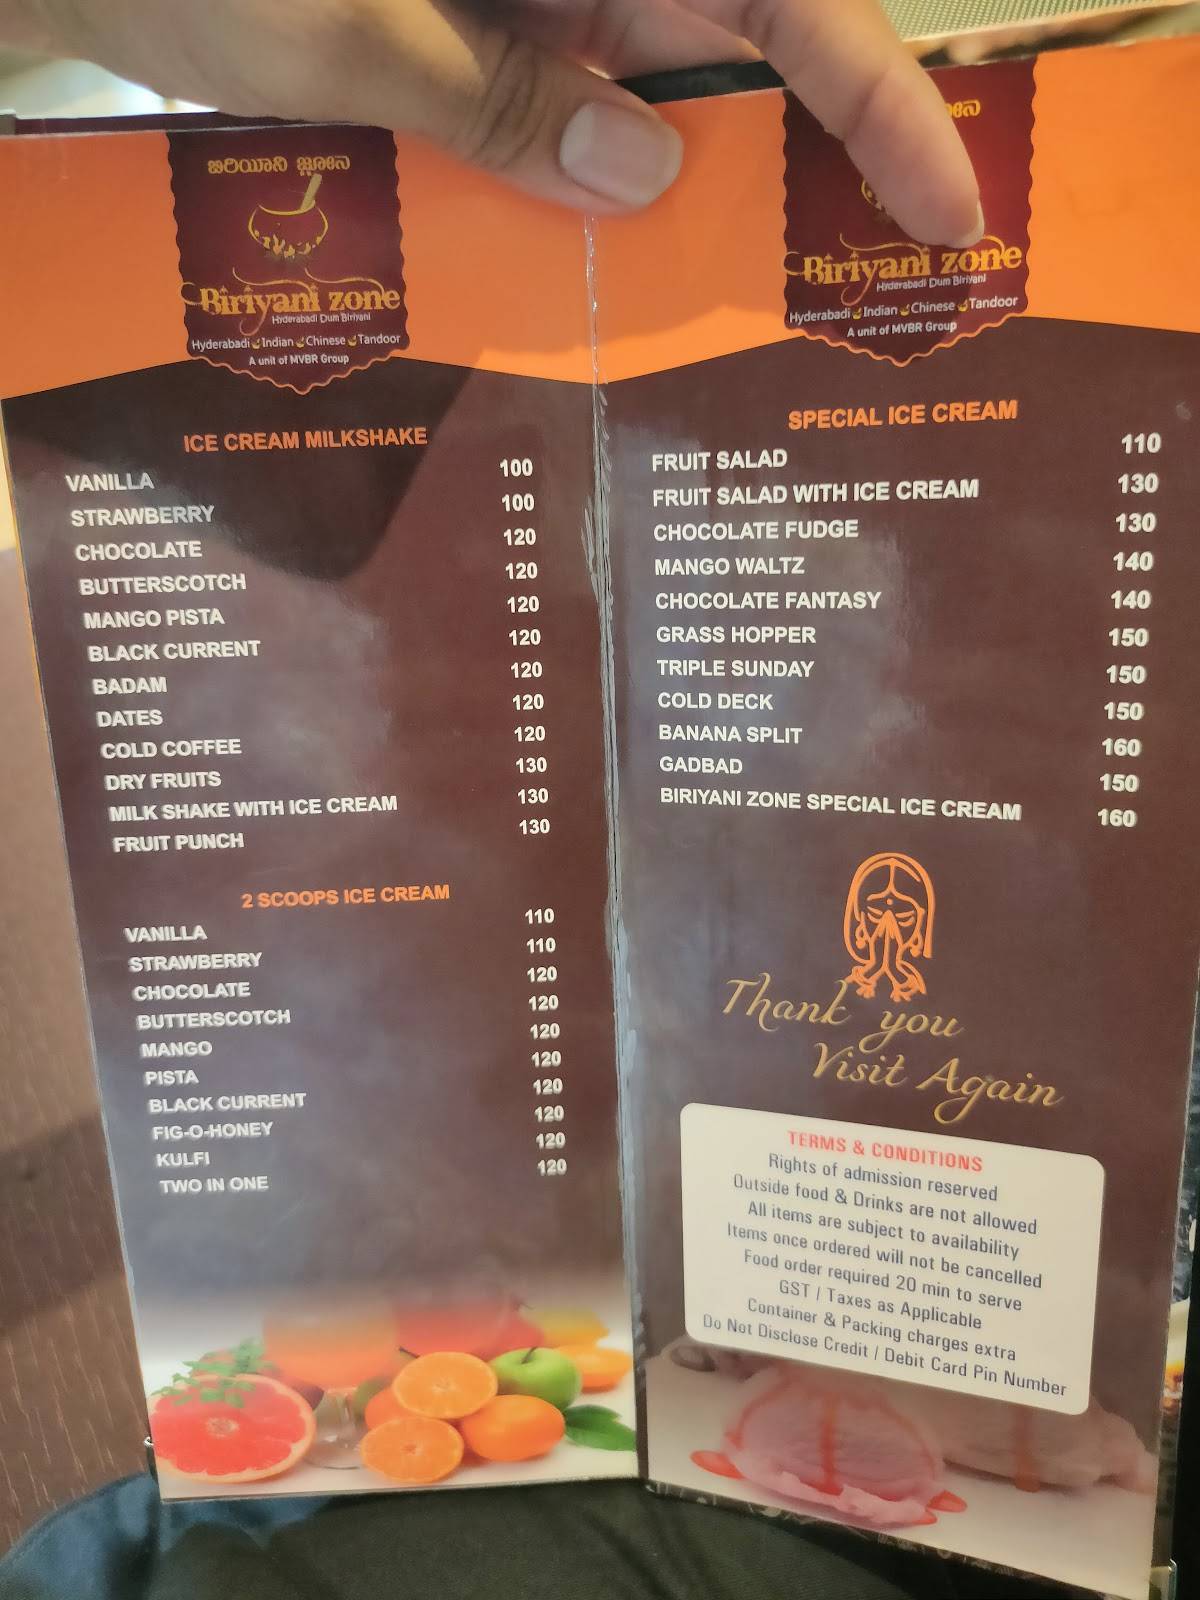 ಬಿರಿಯಾನಿ ಜ್ಹೋನ
Biriyani zone
Hyderabadi Dum Biriyani
Hyderabadi Indian Chinese Tandoor
A unit of MVBR Group
ICE CREAM MILKSHAKE
VANILLA 100
STRAWBERRY 100
CHOCOLATE 120
BUTTERSCOTCH 120
MANGO PISTA 120
BLACK CURRENT 120
BADAM 120
DATES 120
COLD COFFEE 120
DRY FRUITS 130
MILK SHAKE WITH ICE CREAM 130
FRUIT PUNCH 130
2 SCOOPS ICE CREAM
VANILLA 110
STRAWBERRY 110
CHOCOLATE 120
BUTTERSCOTCH 120
MANGO 120
PISTA 120
BLACK CURRENT 120
FIG-O-HONEY 120
KULFI 120
TWO IN ONE 120
Biriyani zone
Hyderabadi Dum Biriyani
Hyderabadi Indian Chinese Tandoor
A unit of MVBR Group
SPECIAL ICE CREAM
FRUIT SALAD 110
FRUIT SALAD WITH ICE CREAM 130
CHOCOLATE FUDGE 130
MANGO WALTZ 140
CHOCOLATE FANTASY 140
GRASS HOPPER 150
TRIPLE SUNDAY 150
COLD DECK 150
BANANA SPLIT 160
GADBAD 150
BIRIYANI ZONE SPECIAL ICE CREAM 160
Thank you
Visit Again
TERMS & CONDITIONS
Rights of admission reserved
Outside food & Drinks are not allowed
All items are subject to availability
Items once ordered will not be cancelled
Food order required 20 min to serve
GST / Taxes as Applicable
Container & Packing charges extra
Do Not Disclose Credit / Debit Card Pin Number